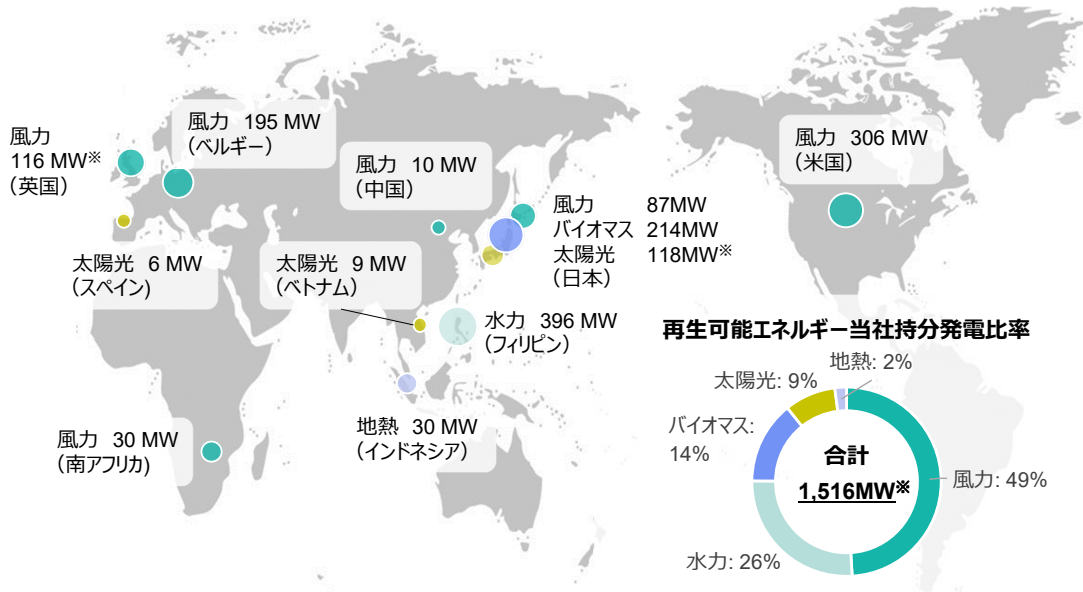 風力
116 MW※
（英国）
風力 195 MW
（ベルギー）
風力 10 MW
（中国）
風力 306 MW
（米国）
風力 87MW
バイオマス 214MW
太陽光 118MW※
（日本）
太陽光 6 MW
（スペイン）
太陽光 9 MW
（ベトナム）
水力 396 MW
（フィリピン）
地熱 30 MW
（インドネシア）
風力 30 MW
（南アフリカ）
再生可能エネルギー当社持分発電比率
地熱: 2%
太陽光: 9%
バイオマス:
14%
合計
1,516MW※
風力: 49%
水力: 26%